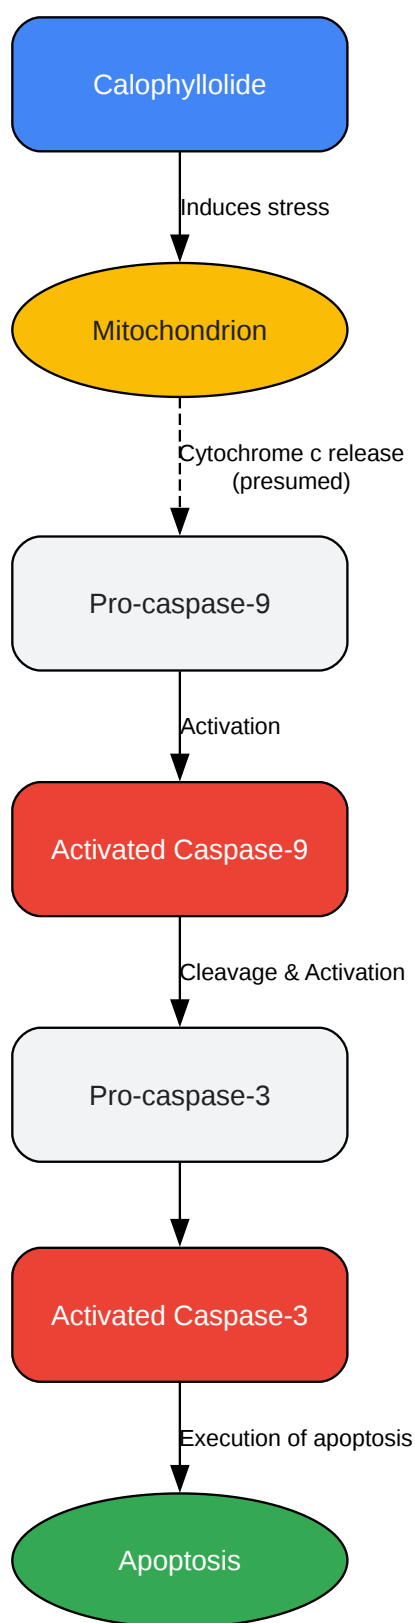 Calophyllolide
Induces stress
Mitochondrion
Cytochrome c release
(presumed)
Pro-caspase-9
Activation
Activated Caspase-9
Cleavage & Activation
Pro-caspase-3
Activated Caspase-3
Execution of apoptosis
Apoptosis